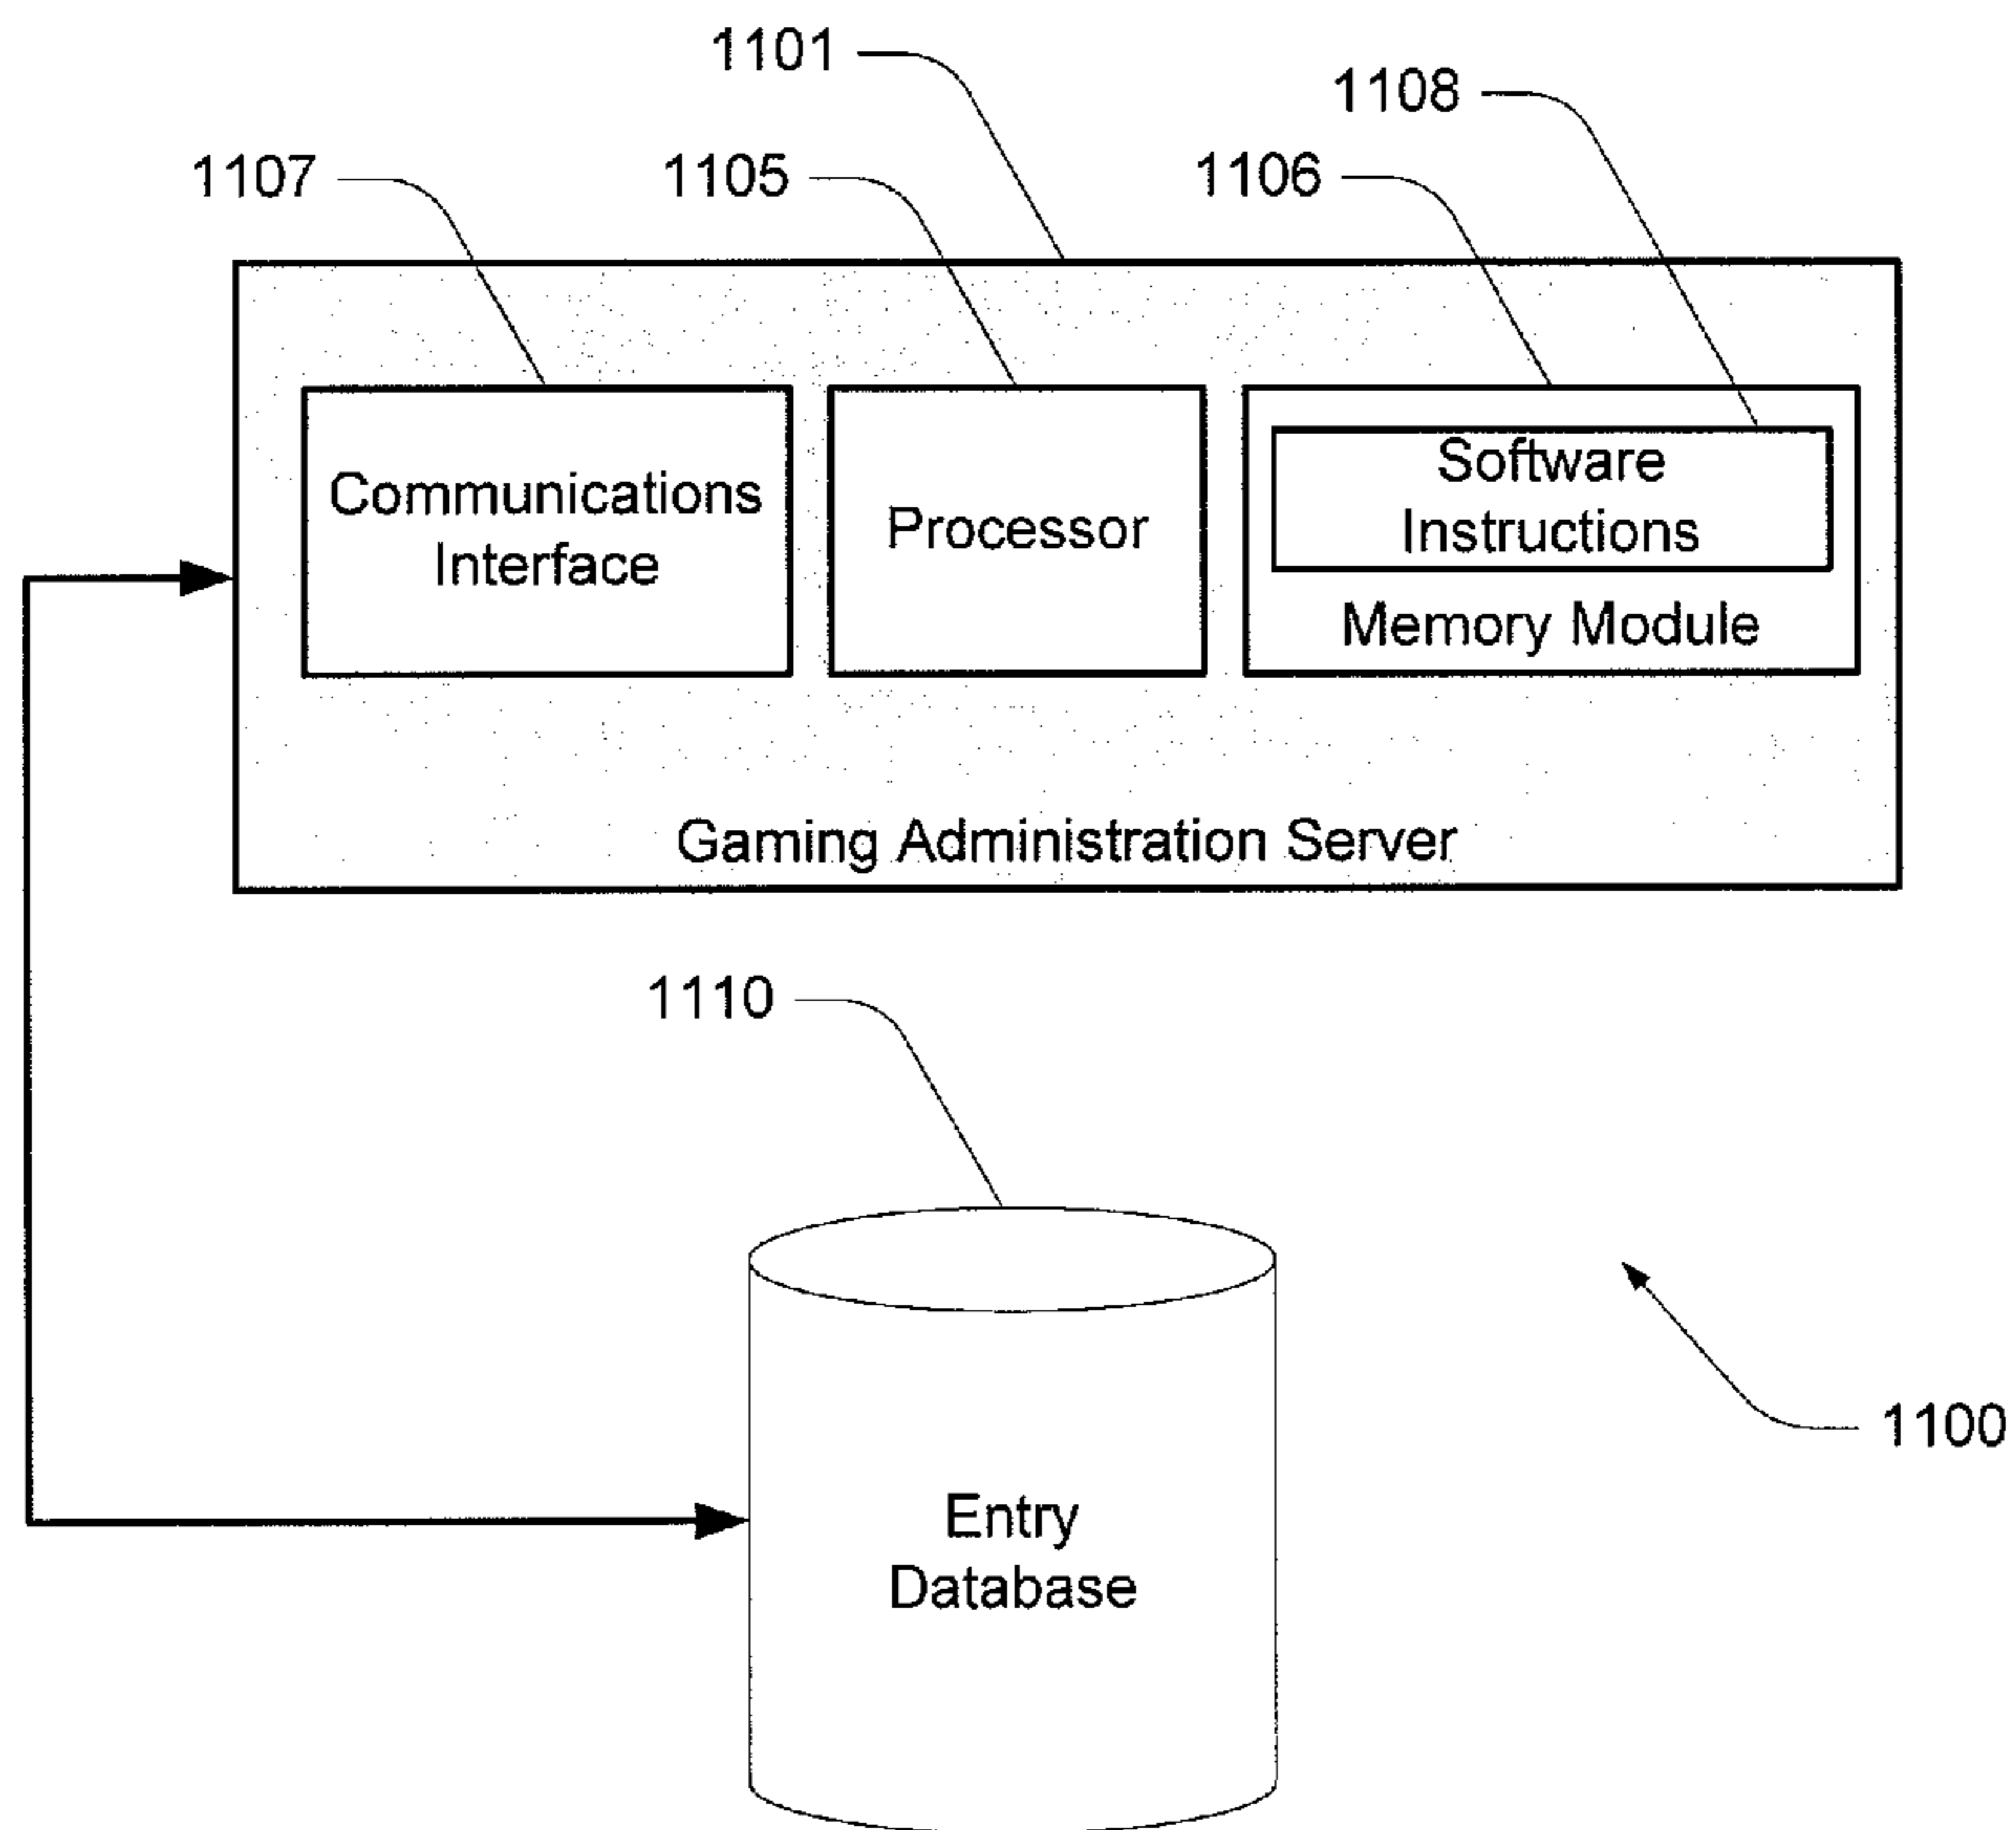 1101
1108
1107
1105
1106
Communications
Interface
Processor
Software
Instructions
Memory Module
Gaming Administration Server
1110
1100
Entry
Database